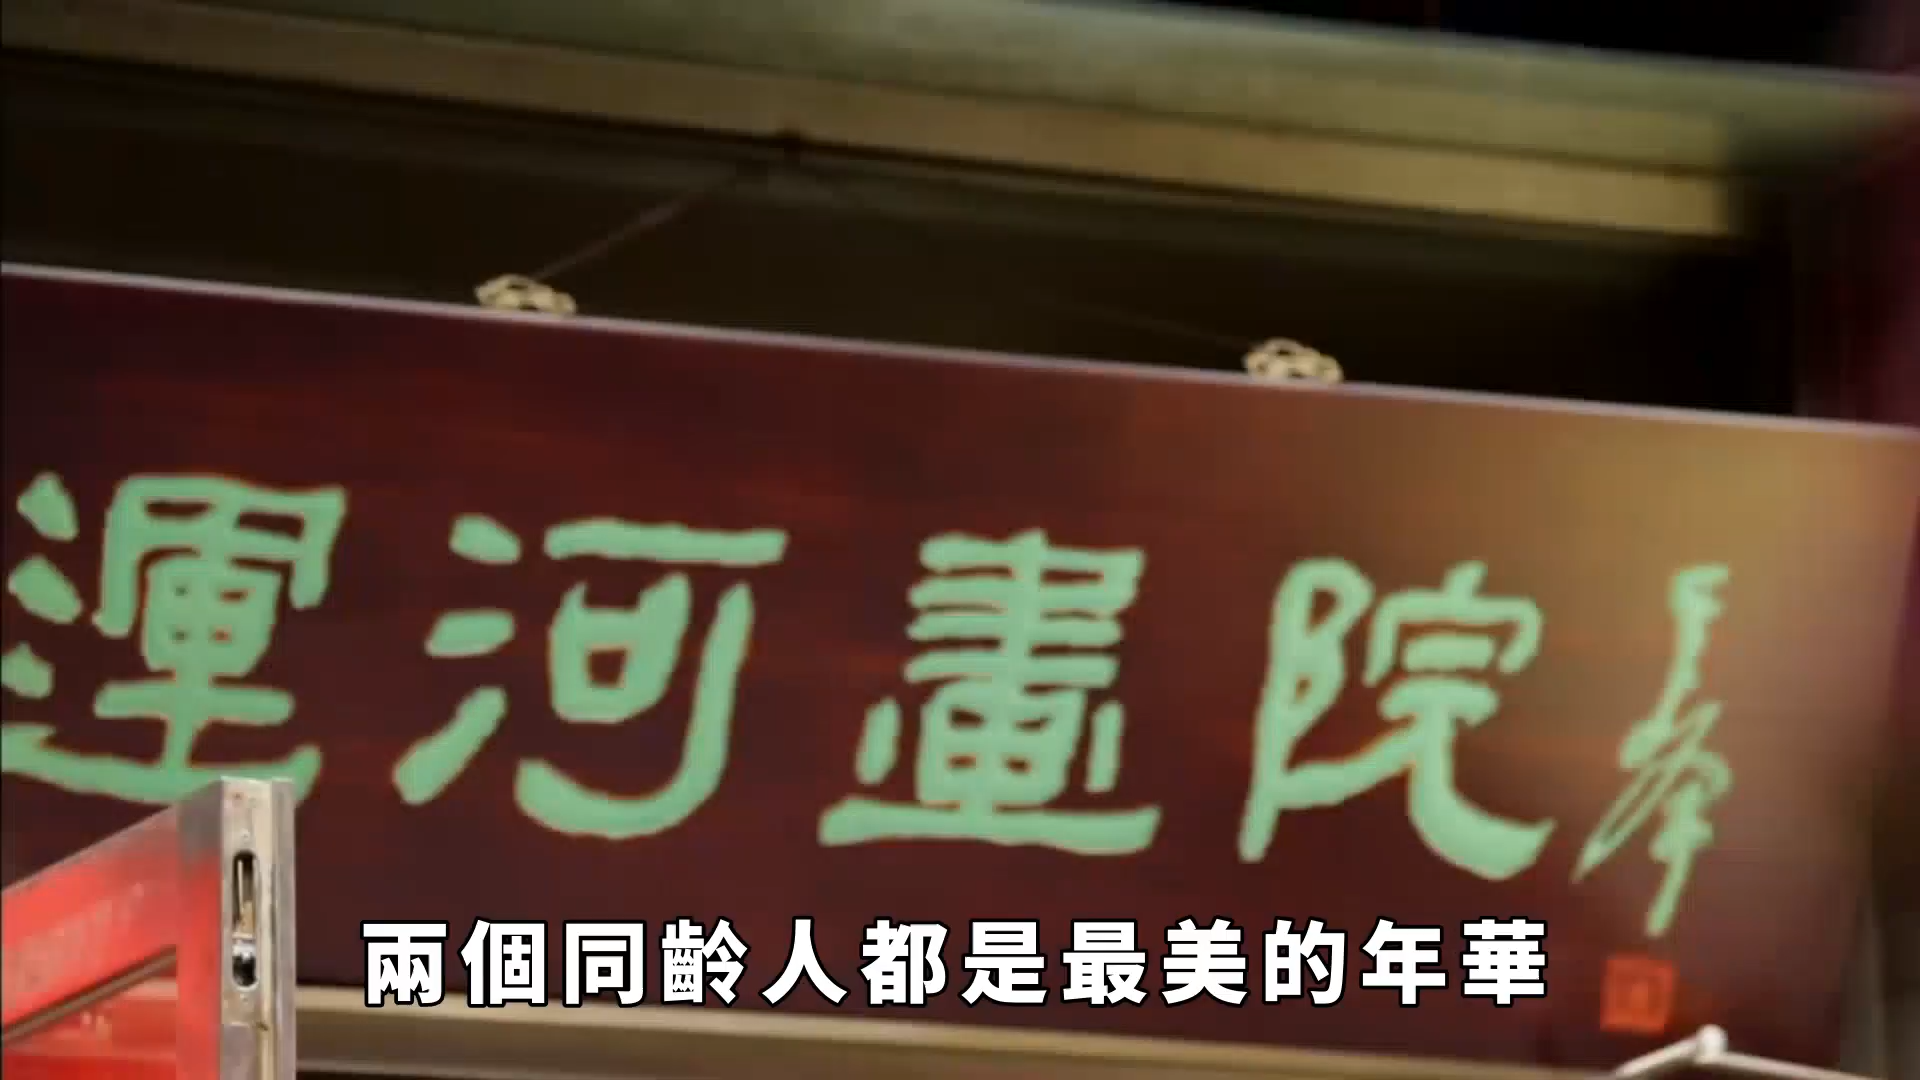 運河畫院
兩個同齡人都是最美的年華